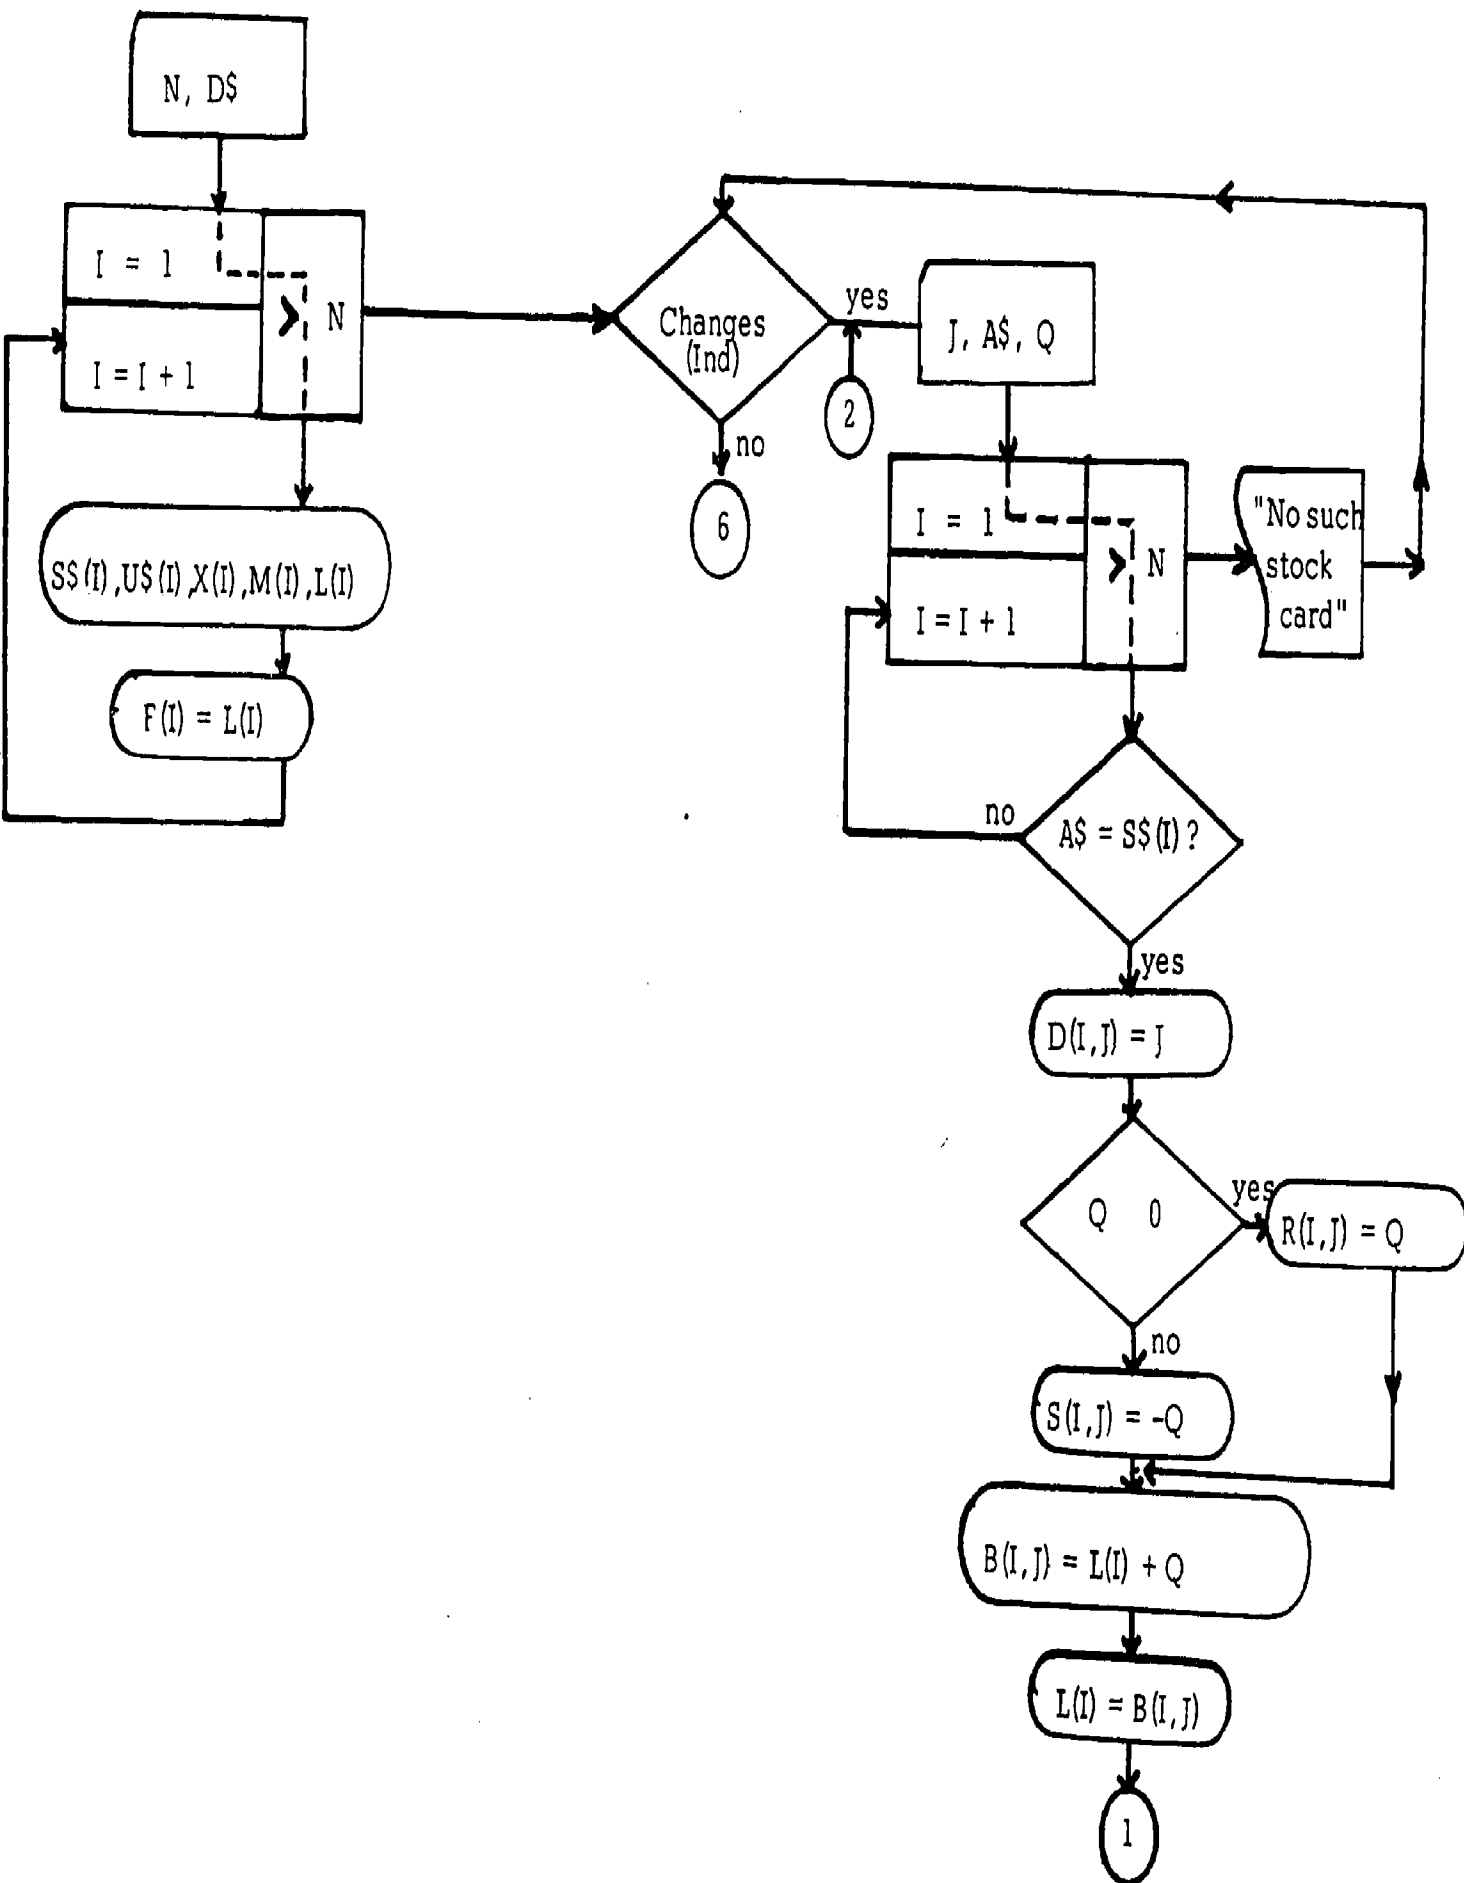 N, D$
I = 1
> N
I = I + 1
S$(I), U$(I), X(I), M(I), L(I)
F(I) = L(I)
Changes
(Ind)
yes
no
6
2
J, A$, Q
I = 1
> N
I = I + 1
"No such
stock
card"
A$ = S$(I) ?
no
yes
D(I,J) = J
Q 0
yes
R(I,J) = Q
no
S(I,J) = -Q
B(I,J) = L(I) + Q
L(I) = B(I,J)
1